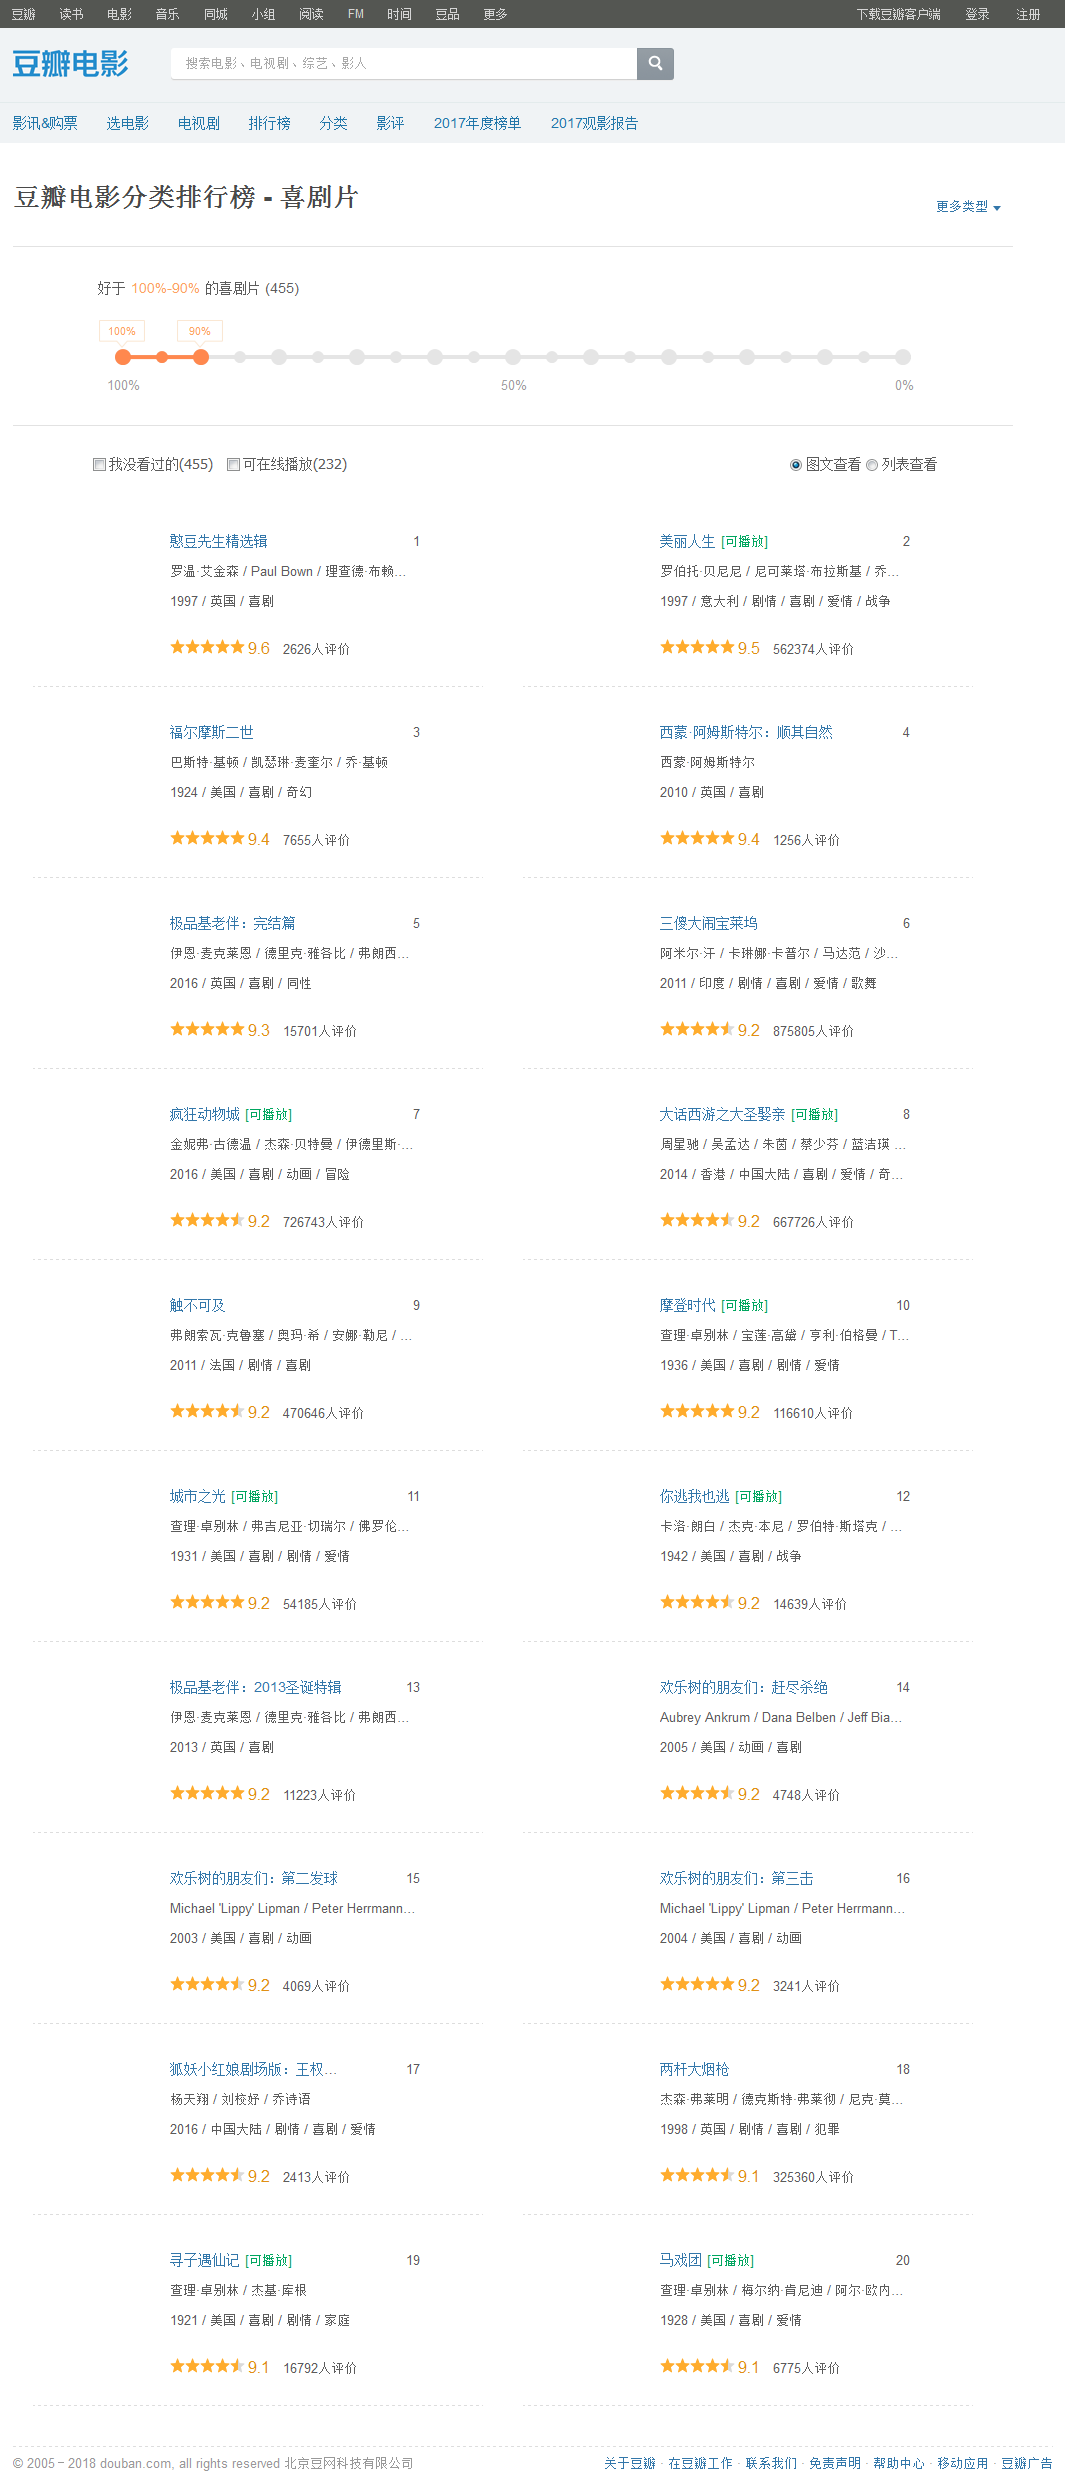 豆瓣 读书 电影 音乐 同城 小组 阅读 FM 时间 豆品 更多 下载豆瓣客户端 登录 注册
豆瓣电影
搜索电影、电视剧、综艺、影人
影讯&购票 选电影 电视剧 排行榜 分类 影评 2017年度榜单 2017观影报告
豆瓣电影分类排行榜 - 喜剧片
更多类型
好于 100%-90% 的喜剧片 (455)
100% 90%
100% 50% 0%
我没看过的(455) 可在线播放(232) 图文查看 列表查看
憨豆先生精选辑 1
罗温·艾金森 / Paul Bown / 理查德·布赖...
1997 / 英国 / 喜剧
9.6 2626人评价
美丽人生 [可播放] 2
罗伯托·贝尼尼 / 尼可莱塔·布拉斯基 / 乔...
1997 / 意大利 / 剧情 / 喜剧 / 爱情 / 战争
9.5 562374人评价
福尔摩斯二世 3
巴斯特·基顿 / 凯瑟琳·麦奎尔 / 乔·基顿
1924 / 美国 / 喜剧 / 奇幻
9.4 7655人评价
西蒙·阿姆斯特尔：顺其自然 4
西蒙·阿姆斯特尔
2010 / 英国 / 喜剧
9.4 1256人评价
极品基老伴：完结篇 5
伊恩·麦克莱恩 / 德里克·雅各比 / 弗朗西...
2016 / 英国 / 喜剧 / 同性
9.3 15701人评价
三傻大闹宝莱坞 6
阿米尔·汗 / 卡琳娜·卡普尔 / 马达范 / 沙...
2011 / 印度 / 剧情 / 喜剧 / 爱情 / 歌舞
9.2 875805人评价
疯狂动物城 [可播放] 7
金妮弗·古德温 / 杰森·贝特曼 / 伊德里斯·...
2016 / 美国 / 喜剧 / 动画 / 冒险
9.2 726743人评价
大话西游之大圣娶亲 [可播放] 8
周星驰 / 吴孟达 / 朱茵 / 蔡少芬 / 蓝洁瑛 ...
2014 / 香港 / 中国大陆 / 喜剧 / 爱情 / 奇...
9.2 667726人评价
触不可及 9
弗朗索瓦·克鲁塞 / 奥玛·希 / 安娜·勒尼 / ...
2011 / 法国 / 剧情 / 喜剧
9.2 470646人评价
摩登时代 [可播放] 10
查理·卓别林 / 宝莲·高黛 / 亨利·伯格曼 / T...
1936 / 美国 / 喜剧 / 剧情 / 爱情
9.2 116610人评价
城市之光 [可播放] 11
查理·卓别林 / 弗吉尼亚·切瑞尔 / 佛罗伦...
1931 / 美国 / 喜剧 / 剧情 / 爱情
9.2 54185人评价
你逃我也逃 [可播放] 12
卡洛·朗白 / 杰克·本尼 / 罗伯特·斯塔克 / ...
1942 / 美国 / 喜剧 / 战争
9.2 14639人评价
极品基老伴：2013圣诞特辑 13
伊恩·麦克莱恩 / 德里克·雅各比 / 弗朗西...
2013 / 英国 / 喜剧
9.2 11223人评价
欢乐树的朋友们：赶尽杀绝 14
Aubrey Ankrum / Dana Belben / Jeff Bia...
2005 / 美国 / 动画 / 喜剧
9.2 4748人评价
欢乐树的朋友们：第二发球 15
Michael 'Lippy' Lipman / Peter Herrmann...
2003 / 美国 / 喜剧 / 动画
9.2 4069人评价
欢乐树的朋友们：第三击 16
Michael 'Lippy' Lipman / Peter Herrmann...
2004 / 美国 / 喜剧 / 动画
9.2 3241人评价
狐妖小红娘剧场版：王权... 17
杨天翔 / 刘校妤 / 乔诗语
2016 / 中国大陆 / 剧情 / 喜剧 / 爱情
9.2 2413人评价
两杆大烟枪 18
杰森·弗莱明 / 德克斯特·弗莱彻 / 尼克·莫...
1998 / 英国 / 剧情 / 喜剧 / 犯罪
9.1 325360人评价
寻子遇仙记 [可播放] 19
查理·卓别林 / 杰基·库根
1921 / 美国 / 喜剧 / 剧情 / 家庭
9.1 16792人评价
马戏团 [可播放] 20
查理·卓别林 / 梅尔纳·肯尼迪 / 阿尔·欧内...
1928 / 美国 / 喜剧 / 爱情
9.1 6775人评价
© 2005－2018 douban.com, all rights reserved 北京豆网科技有限公司
关于豆瓣 · 在豆瓣工作 · 联系我们 · 免责声明 · 帮助中心 · 移动应用 · 豆瓣广告